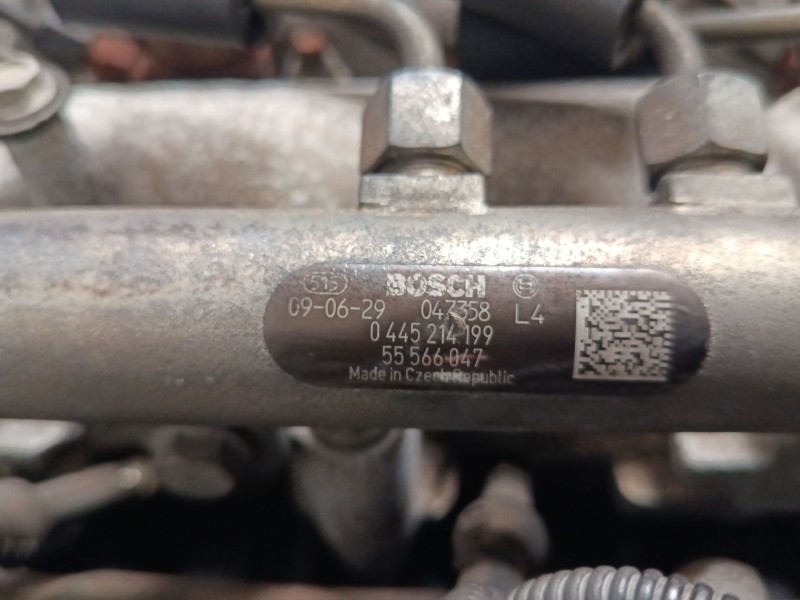 515 BOSCH
09-06-29 047358 L4
0 445 214 199
55 566 047
Made in Czech Republic